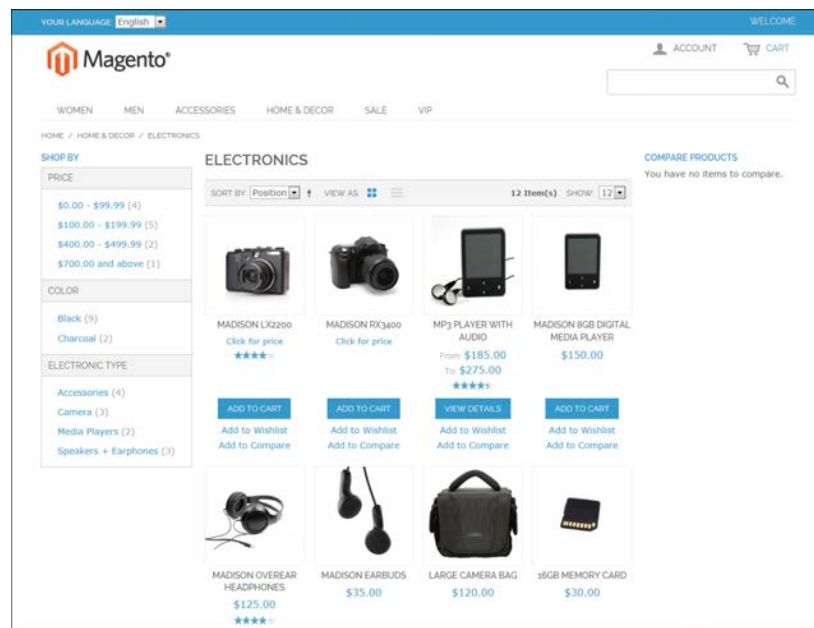 YOUR LANGUAGE: English
WELCOME
Magento®
ACCOUNT
CART
WOMEN MEN ACCESSORIES HOME & DECOR SALE VIP
HOME / HOME & DECOR / ELECTRONICS
SHOP BY
PRICE
$0.00 - $99.99 (4)
$100.00 - $199.99 (5)
$400.00 - $499.99 (2)
$700.00 and above (1)
COLOR
Black (9)
Charcoal (2)
ELECTRONIC TYPE
Accessories (4)
Camera (3)
Media Players (2)
Speakers + Earphones (3)
ELECTRONICS
SORT BY Position VIEW AS 12 Item(s) SHOW 12
MADISON LX2200
Click for price
ADD TO CART
Add to Wishlist
Add to Compare
MADISON RX3400
Click for price
ADD TO CART
Add to Wishlist
Add to Compare
MP3 PLAYER WITH
AUDIO
From: $185.00
To: $275.00
VIEW DETAILS
Add to Wishlist
Add to Compare
MADISON 8GB DIGITAL
MEDIA PLAYER
$150.00
ADD TO CART
Add to Wishlist
Add to Compare
MADISON OVEREAR
HEADPHONES
$125.00
MADISON EARBUDS
$35.00
LARGE CAMERA BAG
$120.00
16GB MEMORY CARD
$30.00
COMPARE PRODUCTS
You have no items to compare.